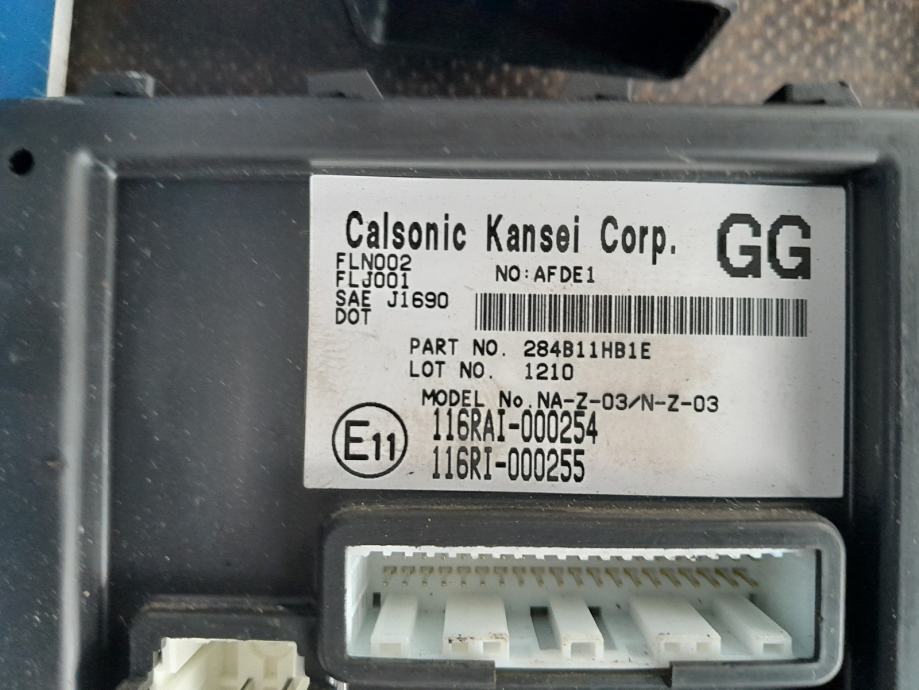 Calsonic Kansei Corp. GG
FLN002
FLJ001 NO:AFDE1
SAE J1690
DOT
PART NO. 284B11HB1E
LOT NO. 1210
MODEL No.NA-Z-03/N-Z-03
E11 116RAI-000254
116RI-000255